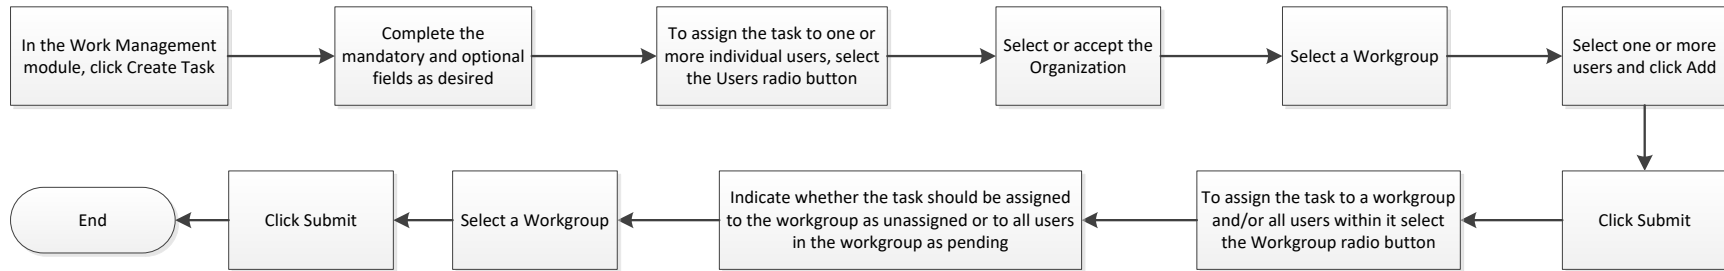 In the Work Management
module, click Create Task
Complete the
mandatory and optional
fields as desired
To assign the task to one or
more individual users, select
the Users radio button
Select or accept the
Organization
Select a Workgroup
Select one or more
users and click Add
Click Submit
To assign the task to a workgroup
and/or all users within it select
the Workgroup radio button
Indicate whether the task should be assigned
to the workgroup as unassigned or to all users
in the workgroup as pending
Select a Workgroup
Click Submit
End